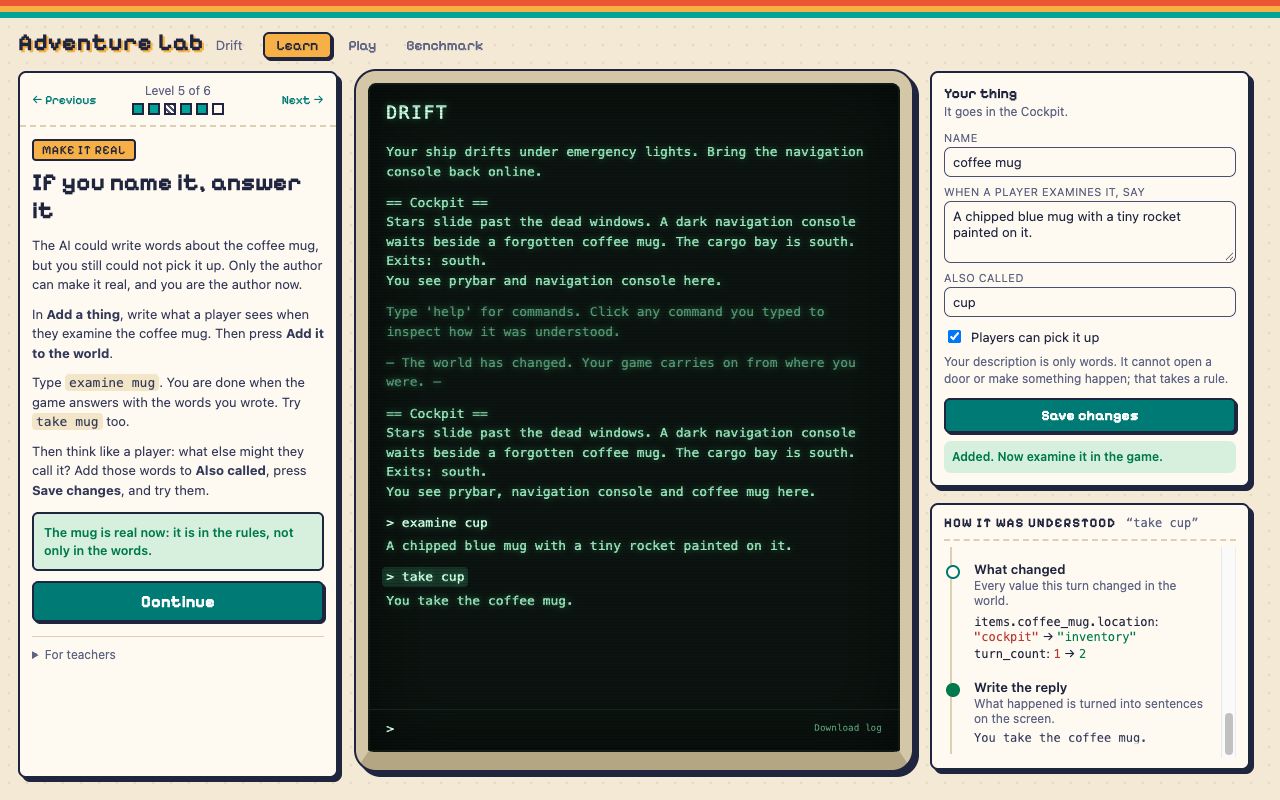 Adventure Lab
Drift
Learn
Play
Benchmark
← Previous
Level 5 of 6
Next →
MAKE IT REAL
If you name it, answer
it
The AI could write words about the coffee mug,
but you still could not pick it up. Only the author
can make it real, and you are the author now.
In Add a thing, write what a player sees when
they examine the coffee mug. Then press Add it
to the world.
Type examine mug. You are done when the
game answers with the words you wrote. Try
take mug too.
Then think like a player: what else might they
call it? Add those words to Also called, press
Save changes, and try them.
The mug is real now: it is in the rules, not
only in the words.
Continue
▶ For teachers
DRIFT
Your ship drifts under emergency lights. Bring the navigation
console back online.
== Cockpit ==
Stars slide past the dead windows. A dark navigation console
waits beside a forgotten coffee mug. The cargo bay is south.
Exits: south.
You see prybar and navigation console here.
Type 'help' for commands. Click any command you typed to
inspect how it was understood.
— The world has changed. Your game carries on from where you
were. —
== Cockpit ==
Stars slide past the dead windows. A dark navigation console
waits beside a forgotten coffee mug. The cargo bay is south.
Exits: south.
You see prybar, navigation console and coffee mug here.
> examine cup
A chipped blue mug with a tiny rocket painted on it.
> take cup
You take the coffee mug.
>
Download log
Your thing
It goes in the Cockpit.
NAME
coffee mug
WHEN A PLAYER EXAMINES IT, SAY
A chipped blue mug with a tiny rocket
painted on it.
ALSO CALLED
cup
Players can pick it up
Your description is only words. It cannot open a
door or make something happen; that takes a rule.
Save changes
Added. Now examine it in the game.
HOW IT WAS UNDERSTOOD “take cup”
What changed
Every value this turn changed in the
world.
items.coffee_mug.location:
"cockpit" → "inventory"
turn_count: 1 → 2
Write the reply
What happened is turned into sentences
on the screen.
You take the coffee mug.